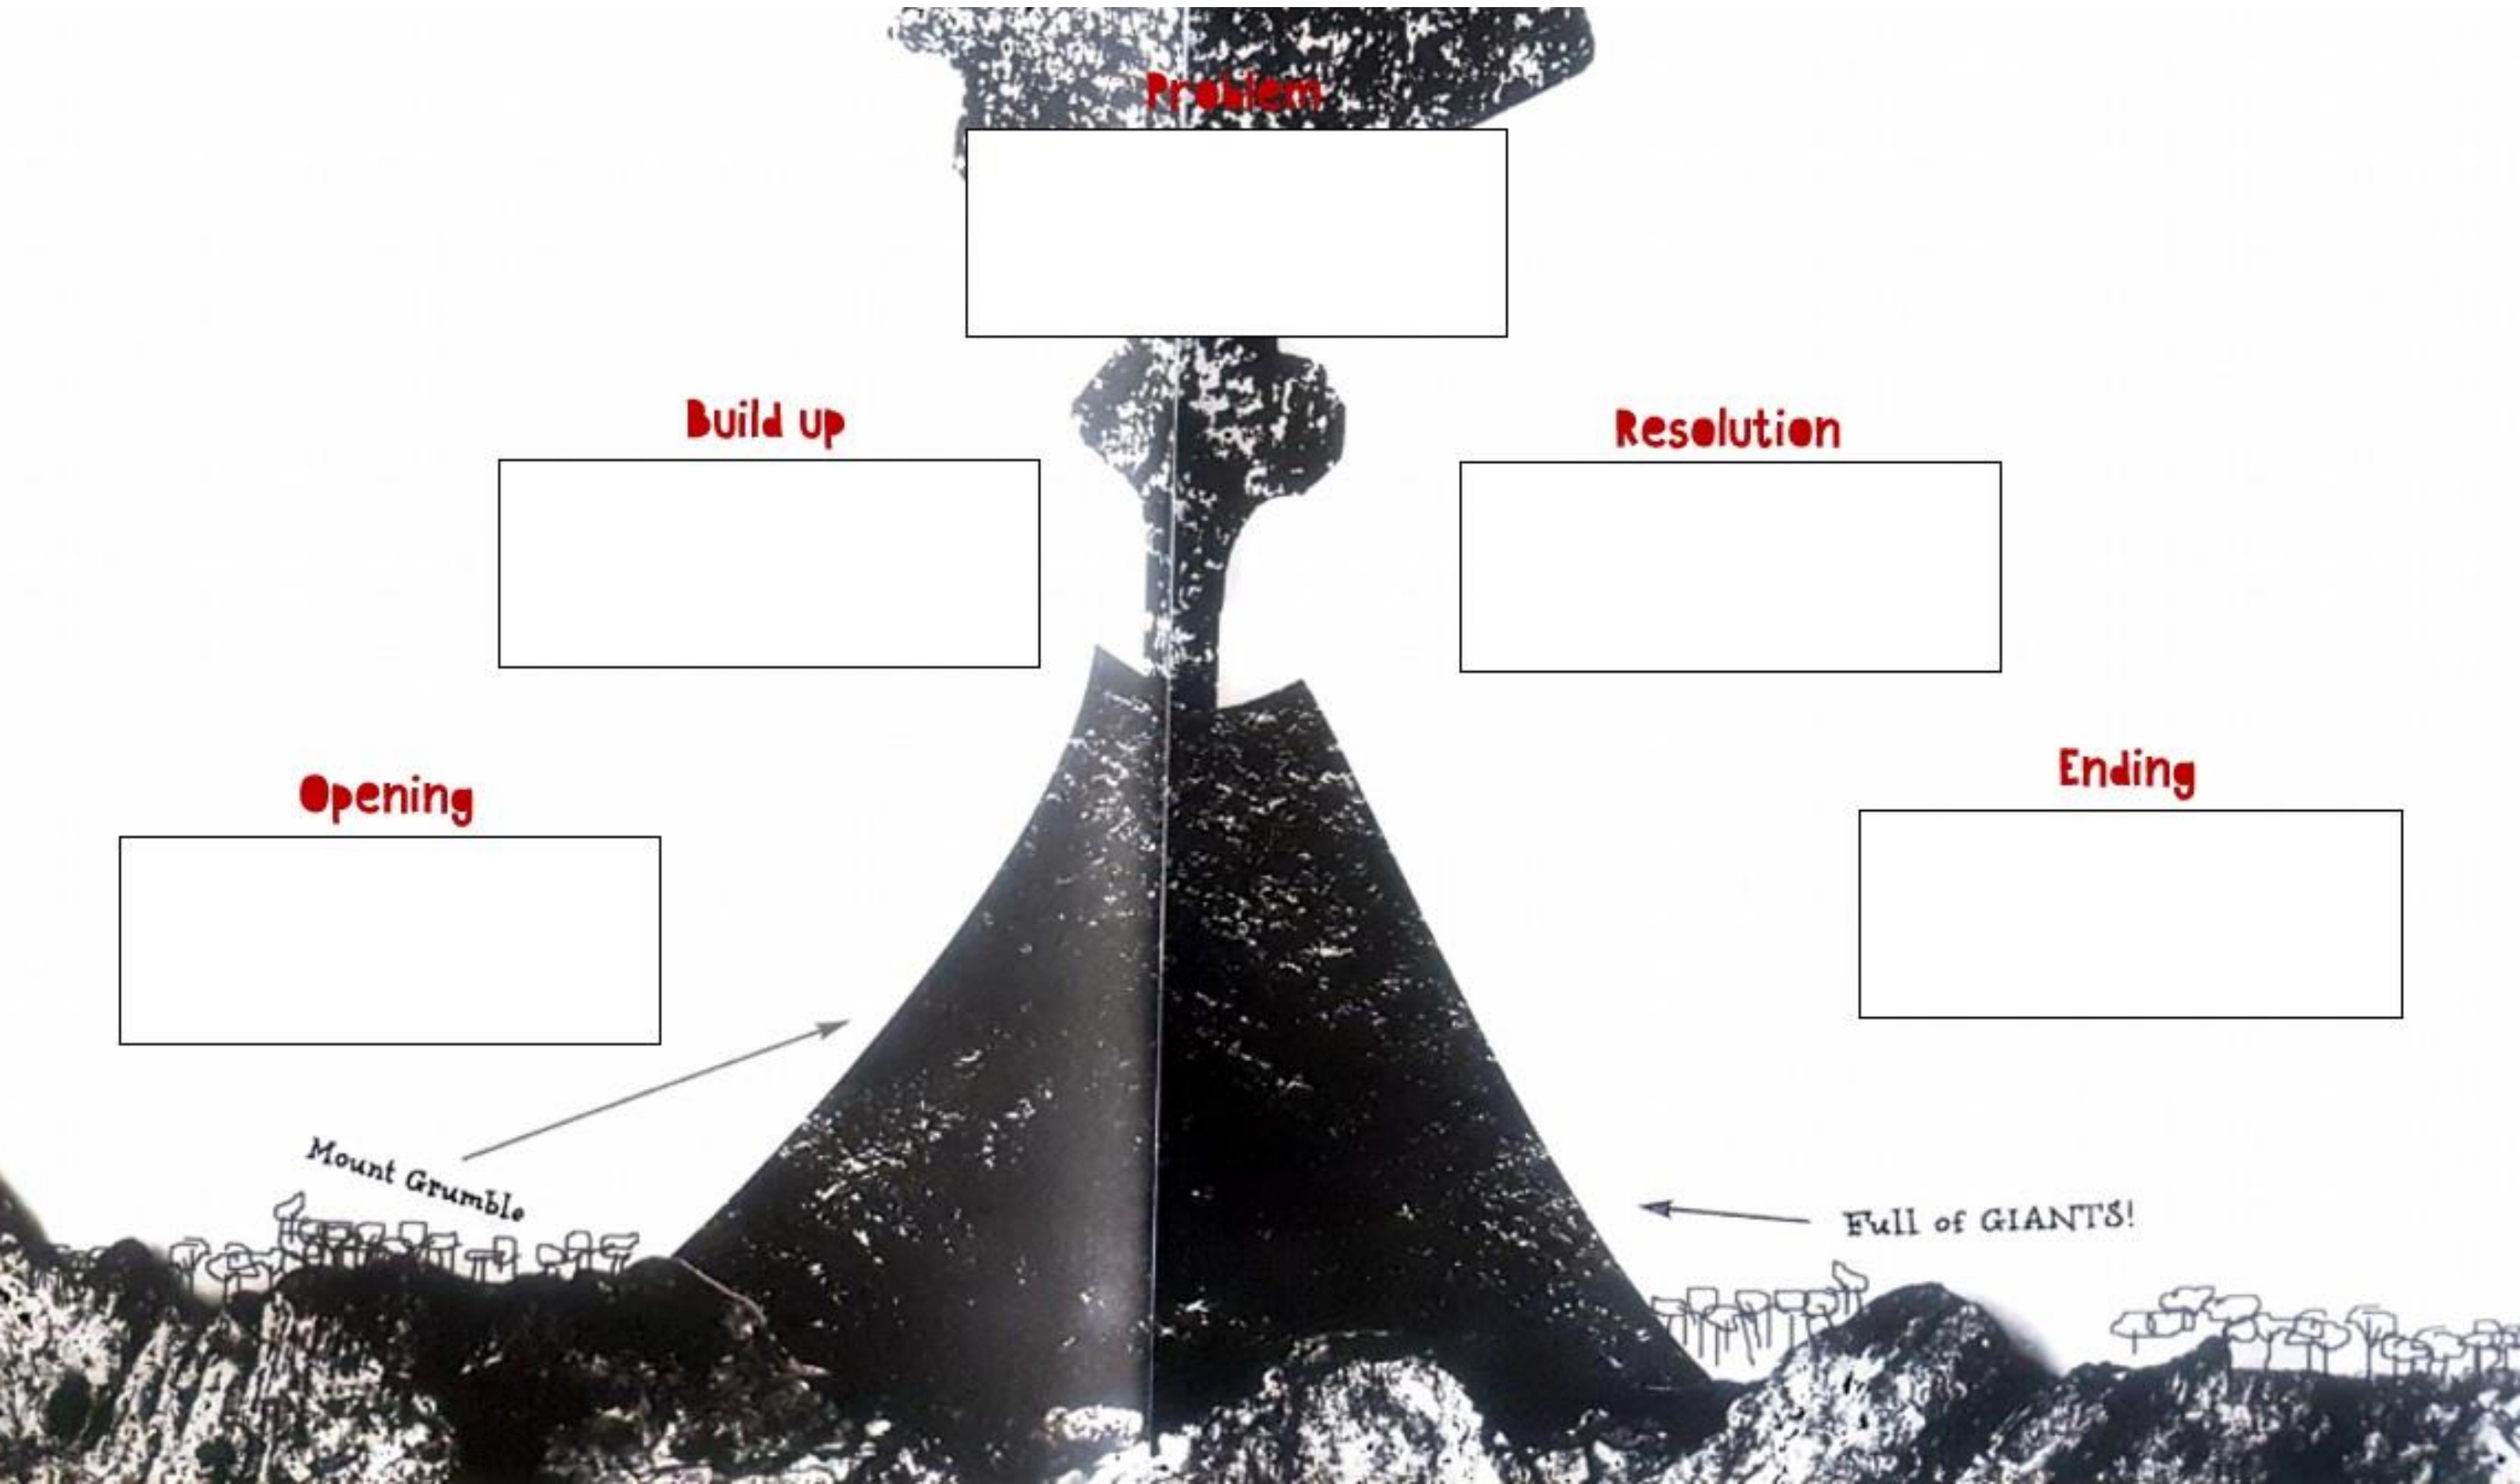 Problem
Build up
Resolution
Opening
Ending
Mount Grumble
Full of GIANTS!